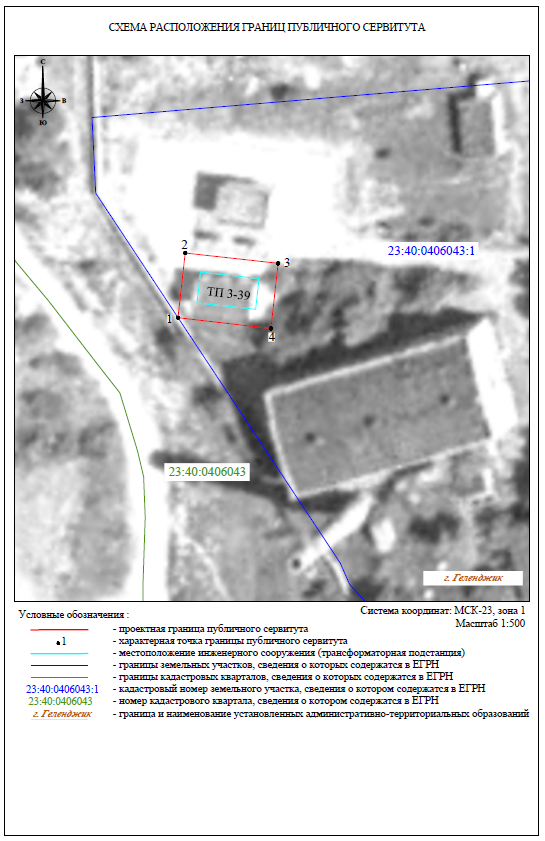 СХЕМА РАСПОЛОЖЕНИЯ ГРАНИЦ ПУБЛИЧНОГО СЕРВИТУТА
С
З
В
Ю
2
3
23:40:0406043:1
ТП 3-39
1
4
23:40:0406043
г. Геленджик
Система координат: МСК-23, зона 1
Масштаб 1:500
Условные обозначения :
- проектная граница публичного сервитута
1 - характерная точка границы публичного сервитута
- местоположение инженерного сооружения (трансформаторная подстанция)
- границы земельных участков, сведения о которых содержатся в ЕГРН
- границы кадастровых кварталов, сведения о которых содержатся в ЕГРН
23:40:0406043:1 - кадастровый номер земельного участка, сведения о котором содержатся в ЕГРН
23:40:0406043 - номер кадастрового квартала, сведения о котором содержатся в ЕГРН
г. Геленджик - граница и наименование установленных административно-территориальных образований